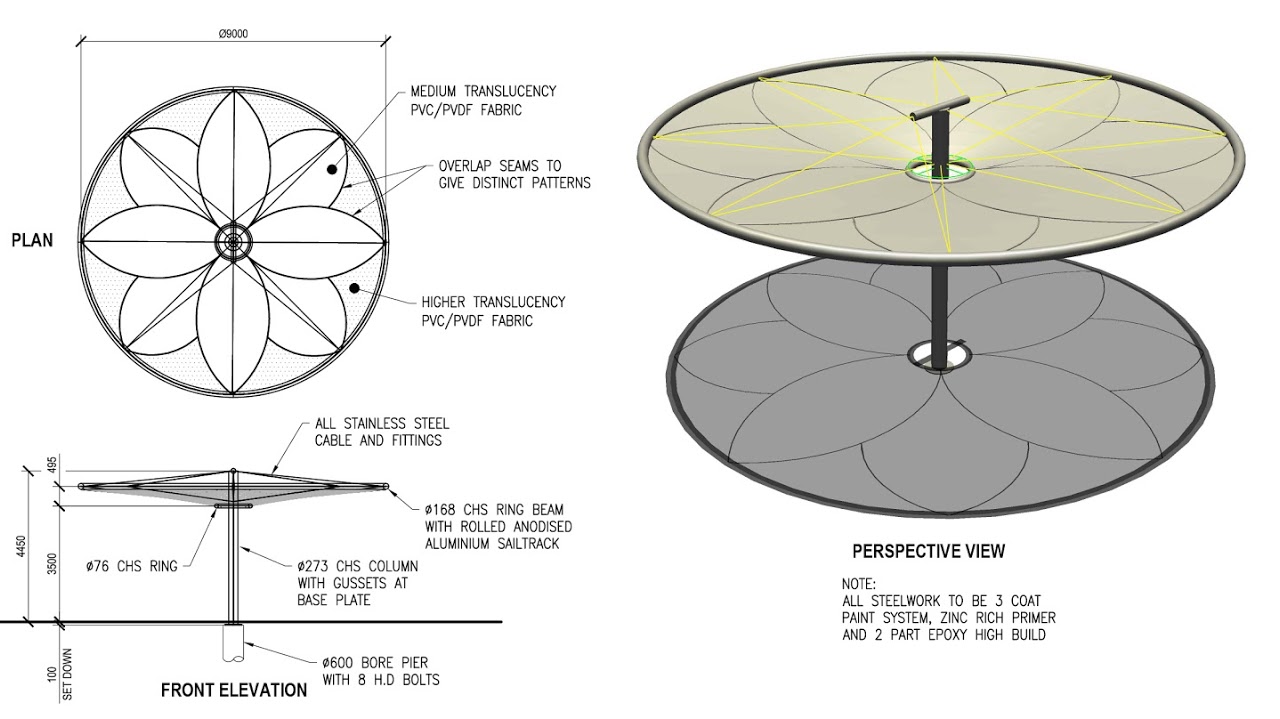 Ø9000
MEDIUM TRANSLUCENCY
PVC/PVDF FABRIC
OVERLAP SEAMS TO
GIVE DISTINCT PATTERNS
PLAN
HIGHER TRANSLUCENCY
PVC/PVDF FABRIC
ALL STAINLESS STEEL
CABLE AND FITTINGS
495
4450
3500
Ø168 CHS RING BEAM
WITH ROLLED ANODISED
ALUMINIUM SAILTRACK
Ø76 CHS RING
Ø273 CHS COLUMN
WITH GUSSETS AT
BASE PLATE
100
SET DOWN
Ø600 BORE PIER
WITH 8 H.D BOLTS
FRONT ELEVATION
PERSPECTIVE VIEW
NOTE:
ALL STEELWORK TO BE 3 COAT
PAINT SYSTEM, ZINC RICH PRIMER
AND 2 PART EPOXY HIGH BUILD